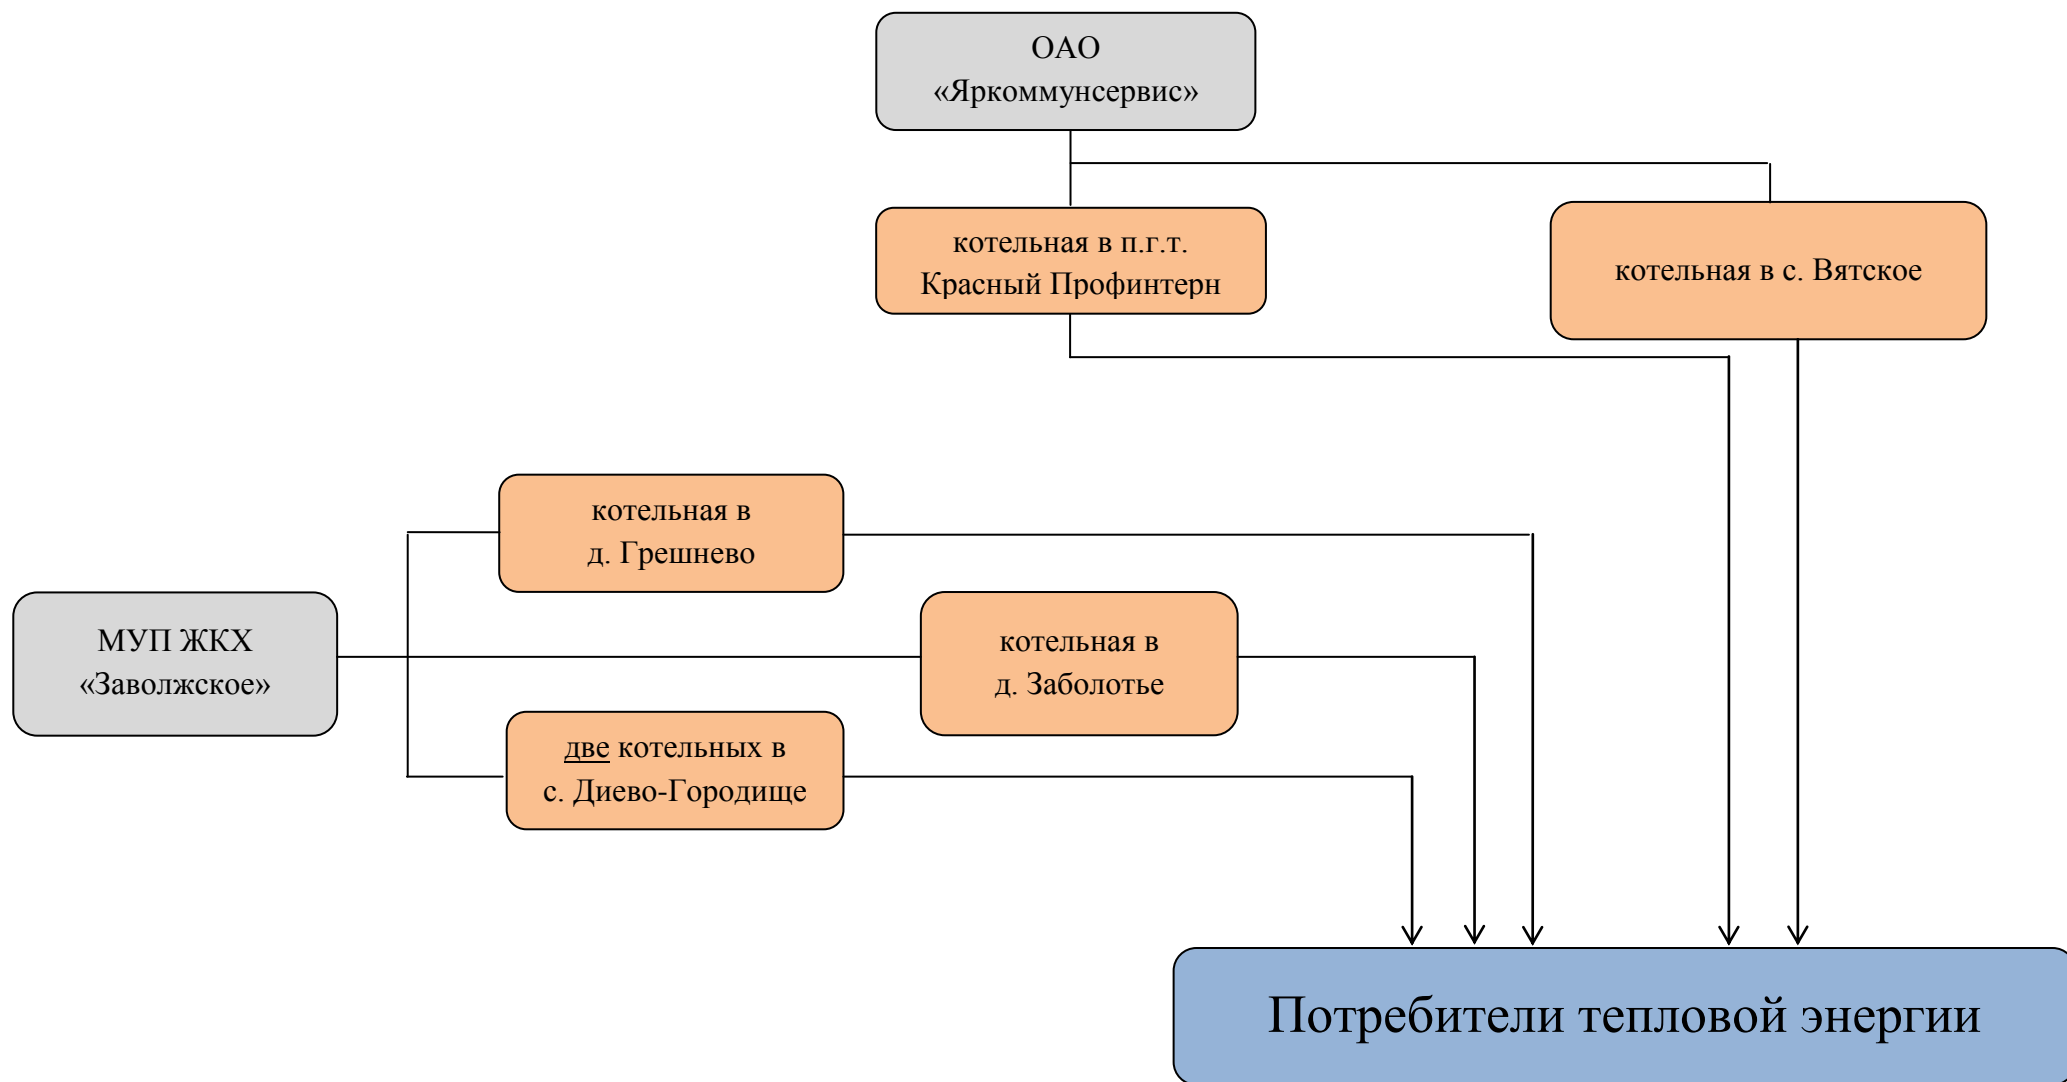 ОАО
«Яркоммунсервис»
котельная в п.г.т.
Красный Профинтерн
котельная в с. Вятское
котельная в
д. Грешнево
МУП ЖКХ
«Заволжское»
котельная в
д. Заболотье
две котельных в
с. Диево-Городище
Потребители тепловой энергии